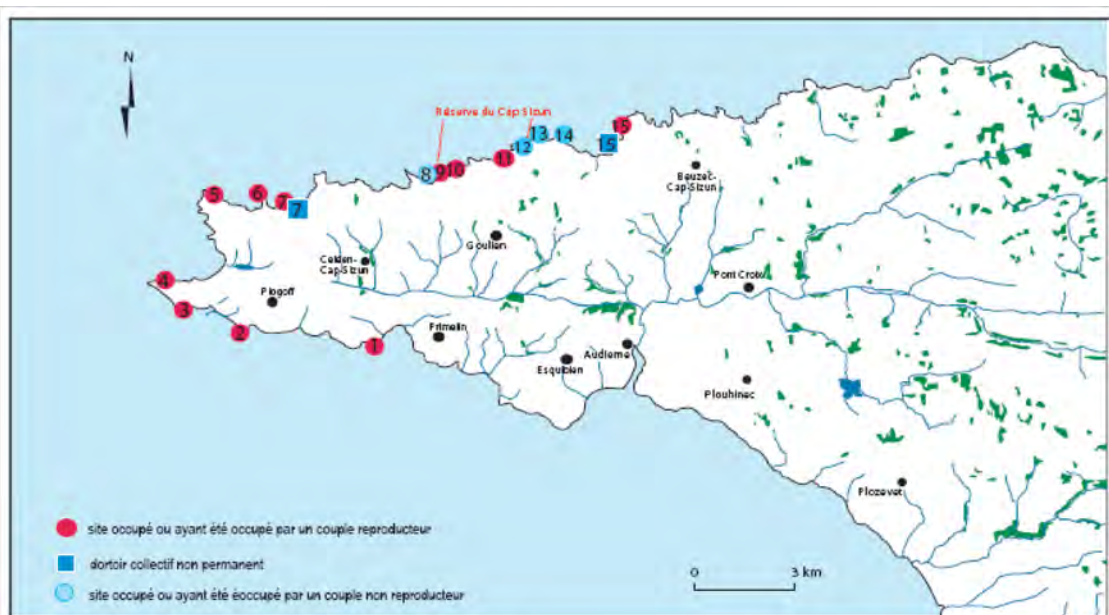 N
Réserve du Cap Sizun
15
13
14
15
12
11
8
9
10
Beuzec-
Cap-Sizun
5
6
7
7
Goulien
Cleden-
Cap-Sizun
Pont Croix
4
Plogoff
3
2
1
Primelin
Audierne
Esquibien
Plouhinec
Plozevet
site occupé ou ayant été occupé par un couple reproducteur
dortoir collectif non permanent
0 3 km
site occupé ou ayant été éoccupé par un couple non reproducteur